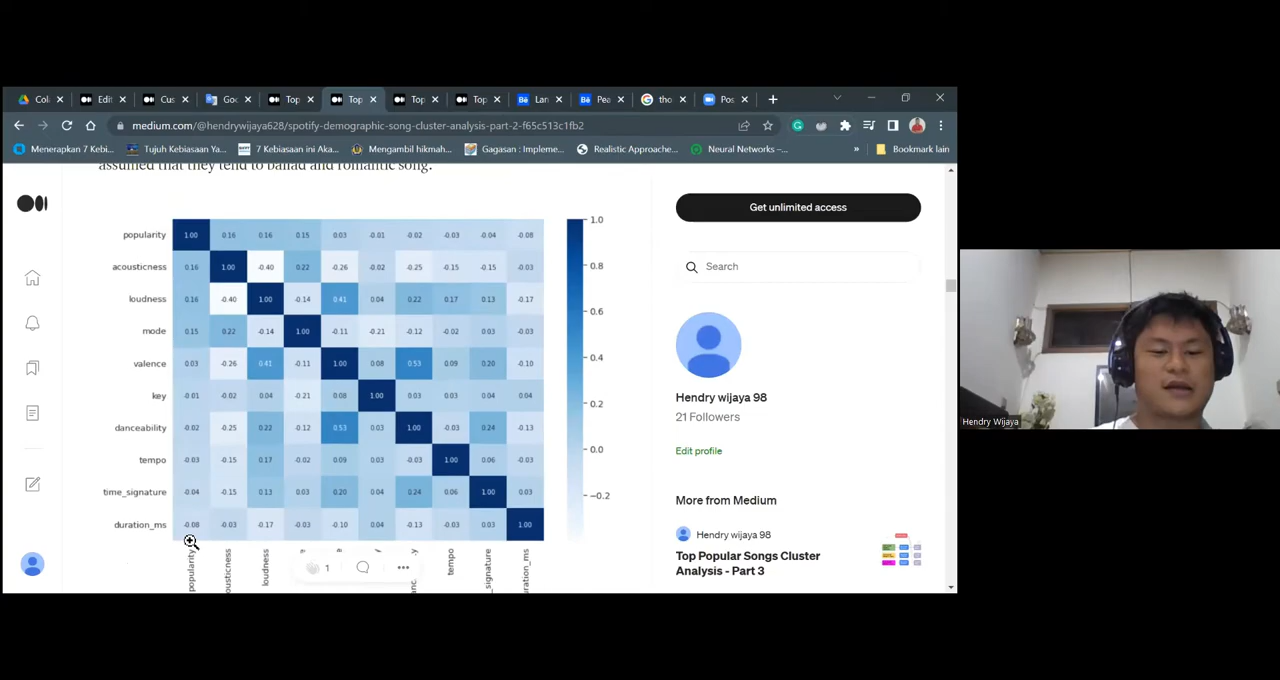 Col
Edit
Cus
Goc
Top
Top
Top
Top
Lan
Pea
tho
Pos
medium.com/@hendrywijaya628/spotify-demographic-song-cluster-analysis-part-2-f65c513c1fb2
Menerapkan 7 Kebi...
Tujuh Kebiasaan Ya...
7 Kebiasaan ini Aka...
Mengambil hikmah...
Gagasan : Impleme...
Realistic Approache...
Neural Networks –...
»
Bookmark lain
assumed that they tend to ballad and romantic song.
Get unlimited access
Search
Hendry wijaya 98
21 Followers
Edit profile
More from Medium
Hendry wijaya 98
Top Popular Songs Cluster
Analysis - Part 3
popularity 1.00 0.16 0.16 0.15 0.03 -0.01 -0.02 -0.03 -0.04 -0.08
acousticness 0.16 1.00 -0.40 0.22 -0.26 -0.02 -0.25 -0.15 -0.15 -0.03
loudness 0.16 -0.40 1.00 -0.14 0.41 0.04 0.22 0.17 0.13 -0.17
mode 0.15 0.22 -0.14 1.00 -0.11 -0.21 -0.12 -0.02 0.03 -0.03
valence 0.03 -0.26 0.41 -0.11 1.00 0.08 0.53 0.09 0.20 -0.10
key -0.01 -0.02 0.04 -0.21 0.08 1.00 0.03 0.03 0.04 0.04
danceability -0.02 -0.25 0.22 -0.12 0.53 0.03 1.00 -0.03 0.24 -0.13
tempo -0.03 -0.15 0.17 -0.02 0.09 0.03 -0.03 1.00 0.06 -0.03
time_signature -0.04 -0.15 0.13 0.03 0.20 0.04 0.24 0.06 1.00 0.03
duration_ms -0.08 -0.03 -0.17 -0.03 -0.10 0.04 -0.13 -0.03 0.03 1.00
1.0
0.8
0.6
0.4
0.2
0.0
−0.2
popularity
ousticness
loudness
tempo
_signature
uration_ms
1
Hendry Wijaya